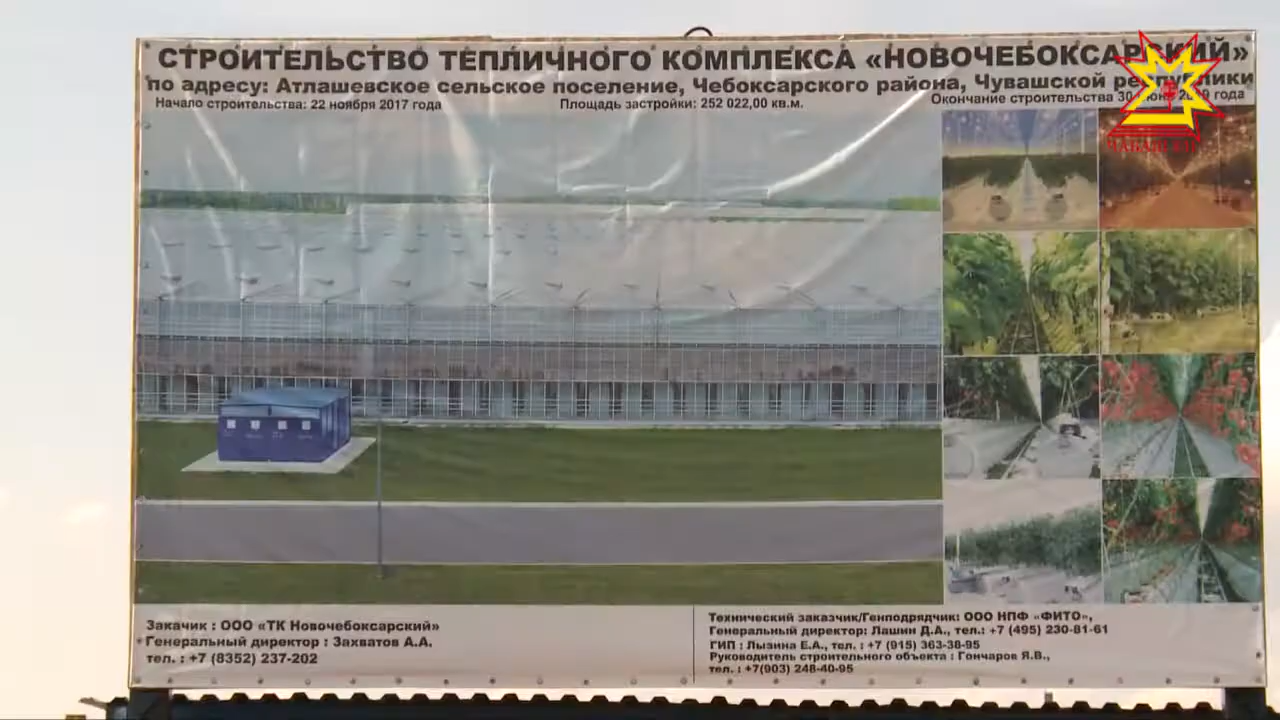 СТРОИТЕЛЬСТВО ТЕПЛИЧНОГО КОМПЛЕКСА «НОВОЧЕБОКСАРСКИЙ»
по адресу: Атлашевское сельское поселение, Чебоксарского района, Чувашской республики
Начало строительства: 22 ноября 2017 года
Площадь застройки: 252 022,00 кв.м.
Окончание строительства 30 года
Закачик : ООО «ТК Новочебоксарский»
Генеральный директор : Захватов А.А.
тел. : +7 (8352) 237-202
Технический заказчик/Генподрядчик: ООО НПФ «ФИТО»,
Генеральный директор: Лашин Д.А., тел.: +7 (495) 230-81-61
ГИП : Лызина Е.А., тел. : +7 (915) 363-38-95
Руководитель строительного объекта : Гончаров Я.В.,
тел. : +7(903) 248-40-95